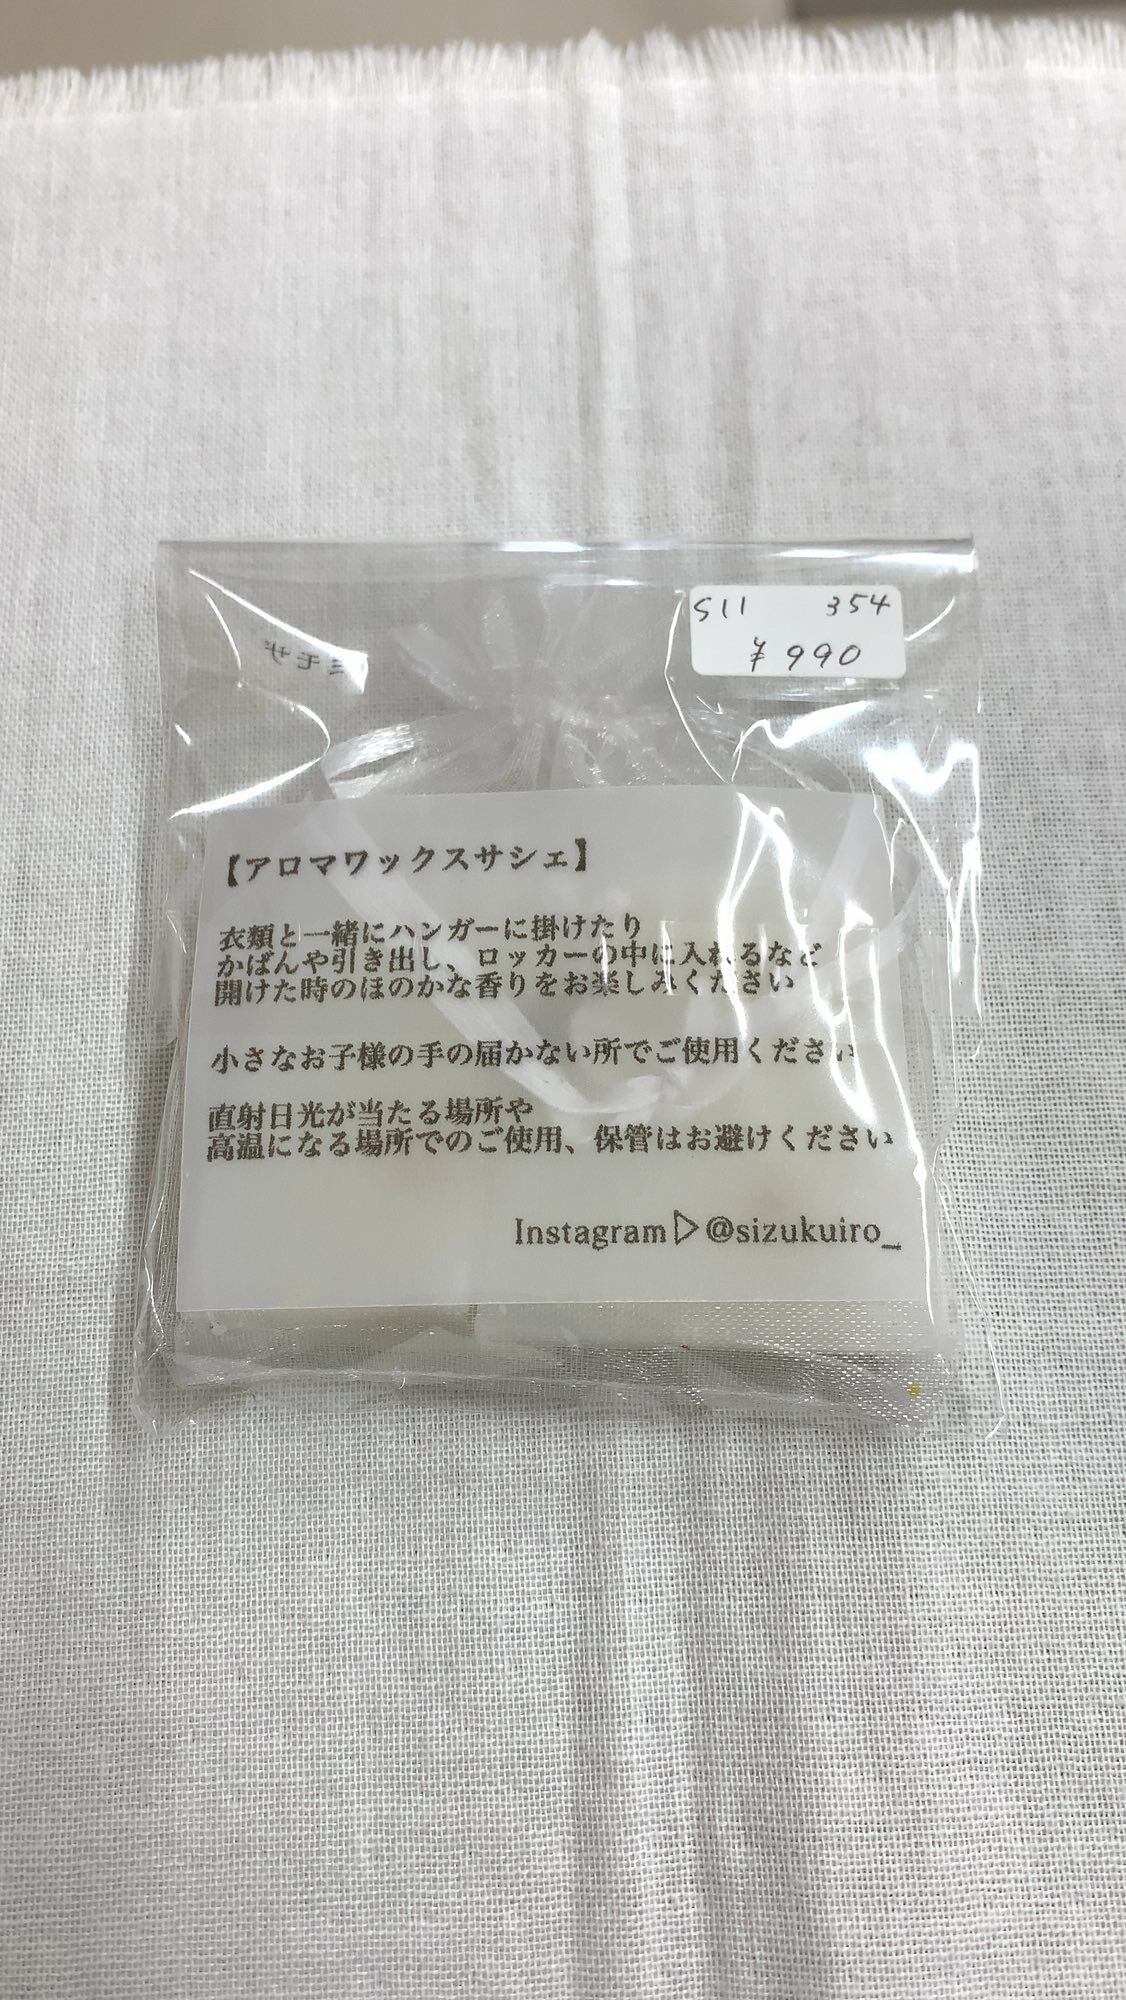 S11 354
¥990
ミモザ
【アロマワックスサシェ】
衣類と一緒にハンガーに掛けたり
かばんや引き出し、ロッカーの中に入れるなど
開けた時のほのかな香りをお楽しみください
小さなお子様の手の届かない所でご使用ください
直射日光が当たる場所や
高温になる場所でのご使用、保管はお避けください
Instagram▷@sizukuiro_